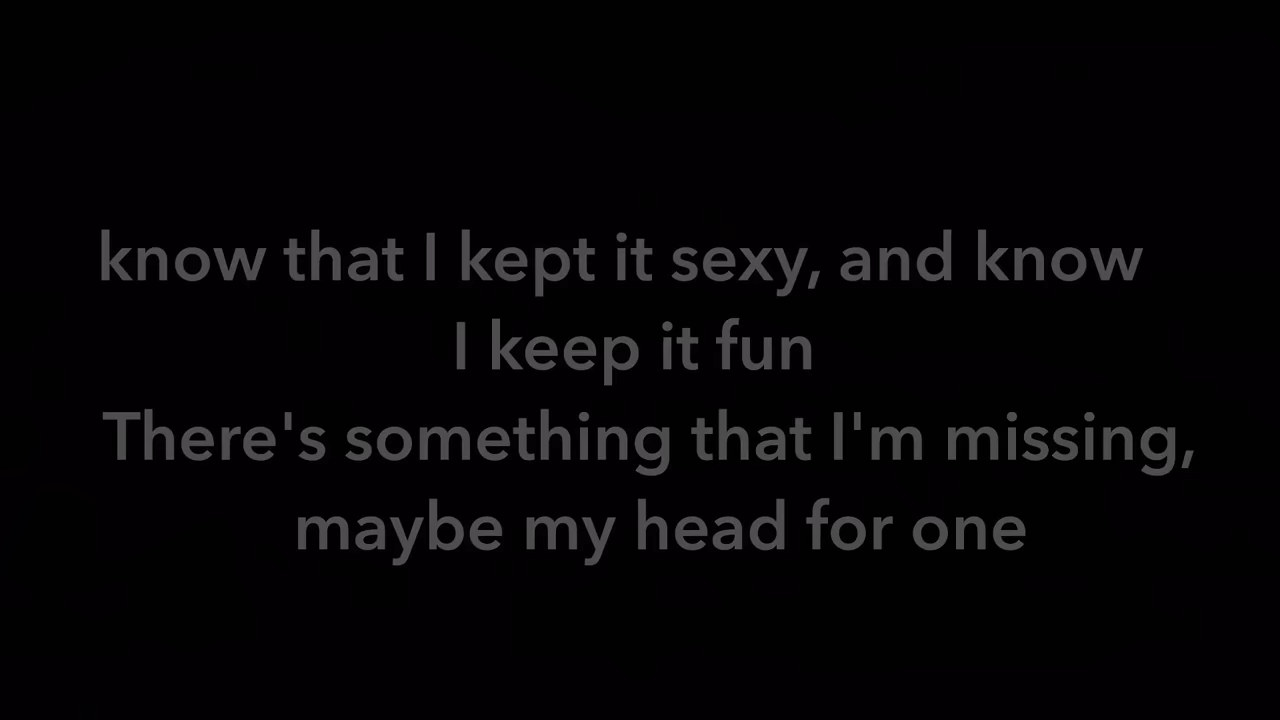 know that I kept it sexy, and know
I keep it fun
There's something that I'm missing,
maybe my head for one